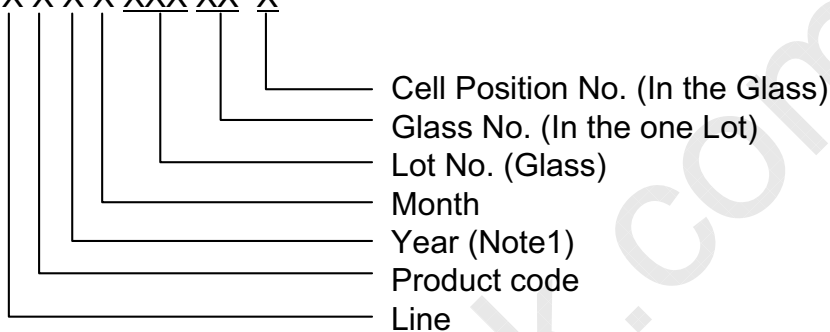 X X X X XXX XX X
Cell Position No. (In the Glass)
Glass No. (In the one Lot)
Lot No. (Glass)
Month
Year (Note1)
Product code
Line